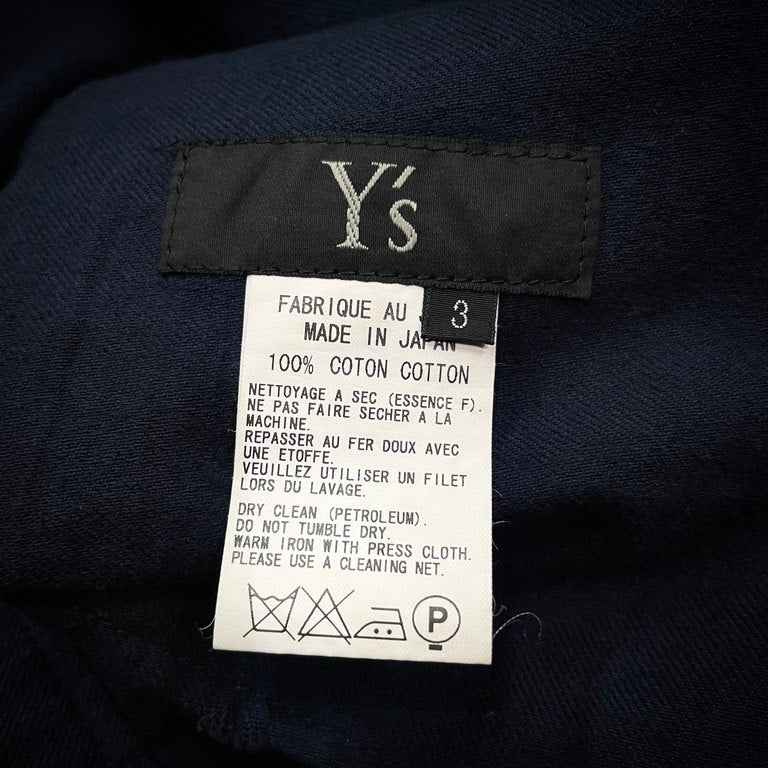 Y's
3
FABRIQUE AU
MADE IN JAPAN
100% COTON COTTON
NETTOYAGE A SEC (ESSENCE F).
NE PAS FAIRE SECHER A LA
MACHINE.
REPASSER AU FER DOUX AVEC
UNE ETOFFE.
VEUILLEZ UTILISER UN FILET
LORS DU LAVAGE.
DRY CLEAN (PETROLEUM).
DO NOT TUMBLE DRY.
WARM IRON WITH PRESS CLOTH.
PLEASE USE A CLEANING NET.
P